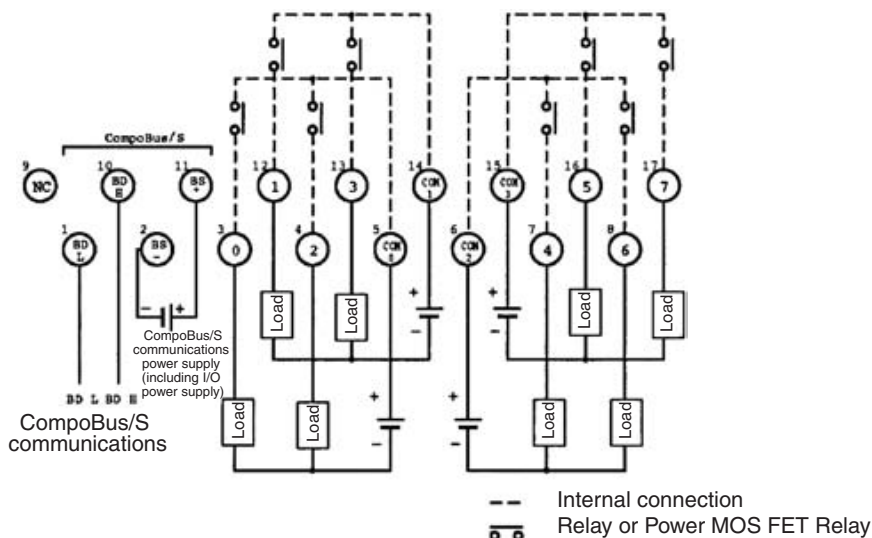 CompoBus/S
9 10 11 12 13 14 15 16 17
NC BD H BS + 1 3 COM 1 COM 3 5 7
1 2 3 4 5 6 7 8
BD L BS – 0 2 COM 0 COM 2 4 6
– +
CompoBus/S
communications
power supply
(including I/O
power supply)
Load Load + – + – Load Load
BD L BD H
CompoBus/S
communications
Load Load + – + – Load Load
Internal connection
Relay or Power MOS FET Relay